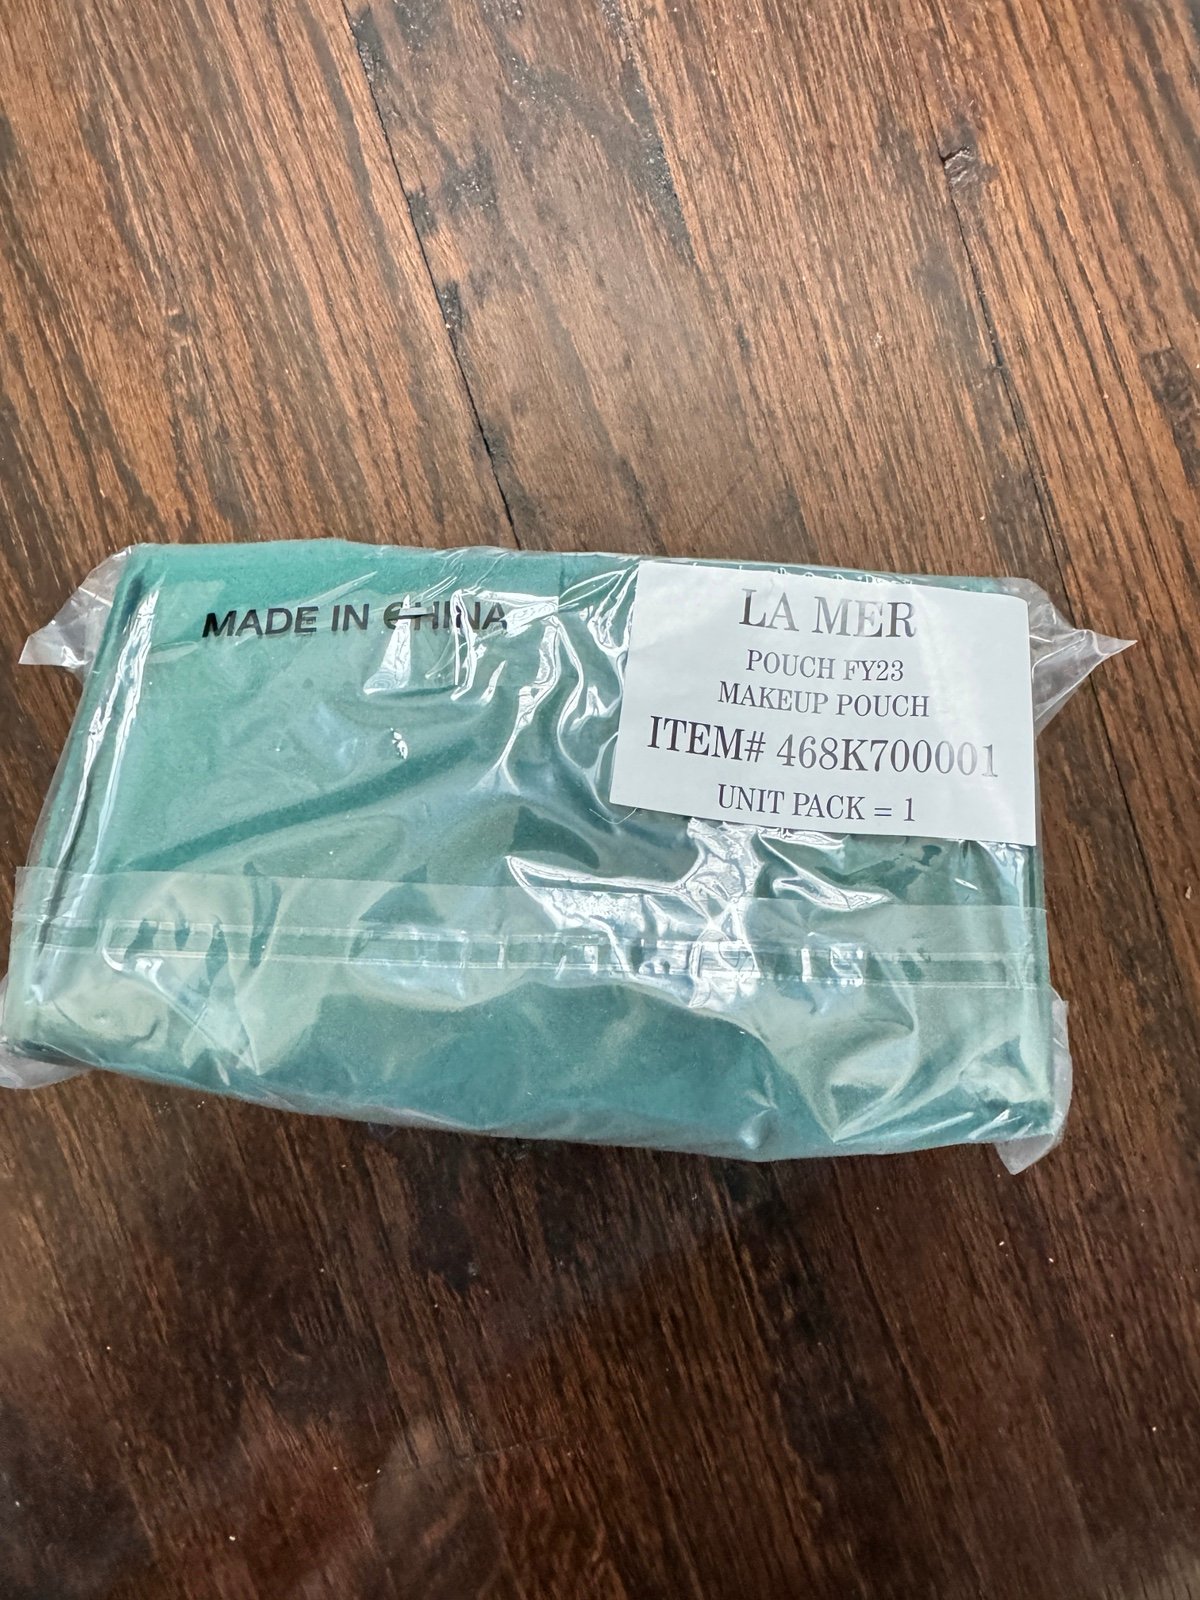 MADE IN CHINA
LA MER
POUCH FY23
MAKEUP POUCH
ITEM# 468K700001
UNIT PACK = 1